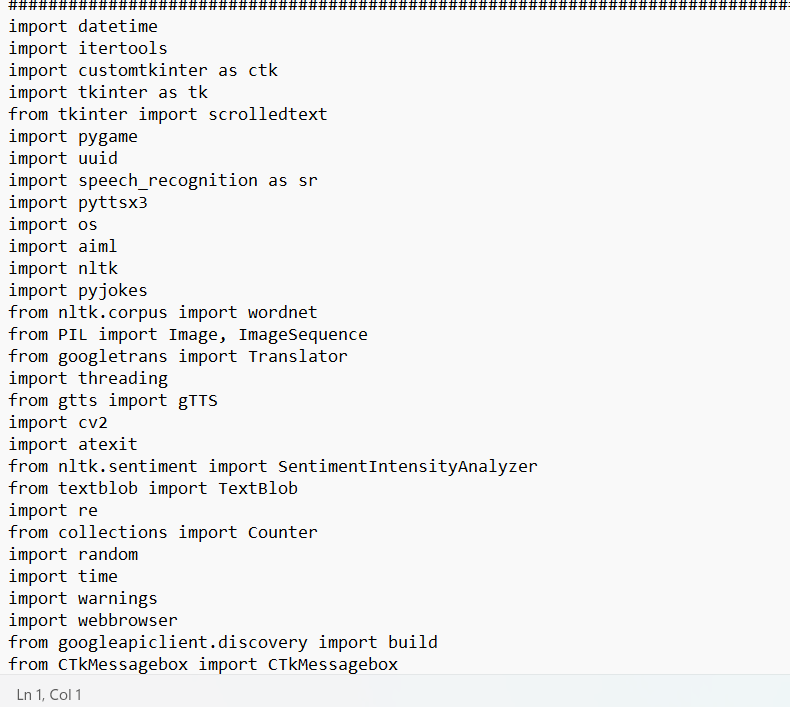 ################################################################################
import datetime
import itertools
import customtkinter as ctk
import tkinter as tk
from tkinter import scrolledtext
import pygame
import uuid
import speech_recognition as sr
import pyttsx3
import os
import aiml
import nltk
import pyjokes
from nltk.corpus import wordnet
from PIL import Image, ImageSequence
from googletrans import Translator
import threading
from gtts import gTTS
import cv2
import atexit
from nltk.sentiment import SentimentIntensityAnalyzer
from textblob import TextBlob
import re
from collections import Counter
import random
import time
import warnings
import webbrowser
from googleapiclient.discovery import build
from CTkMessagebox import CTkMessagebox
Ln 1, Col 1